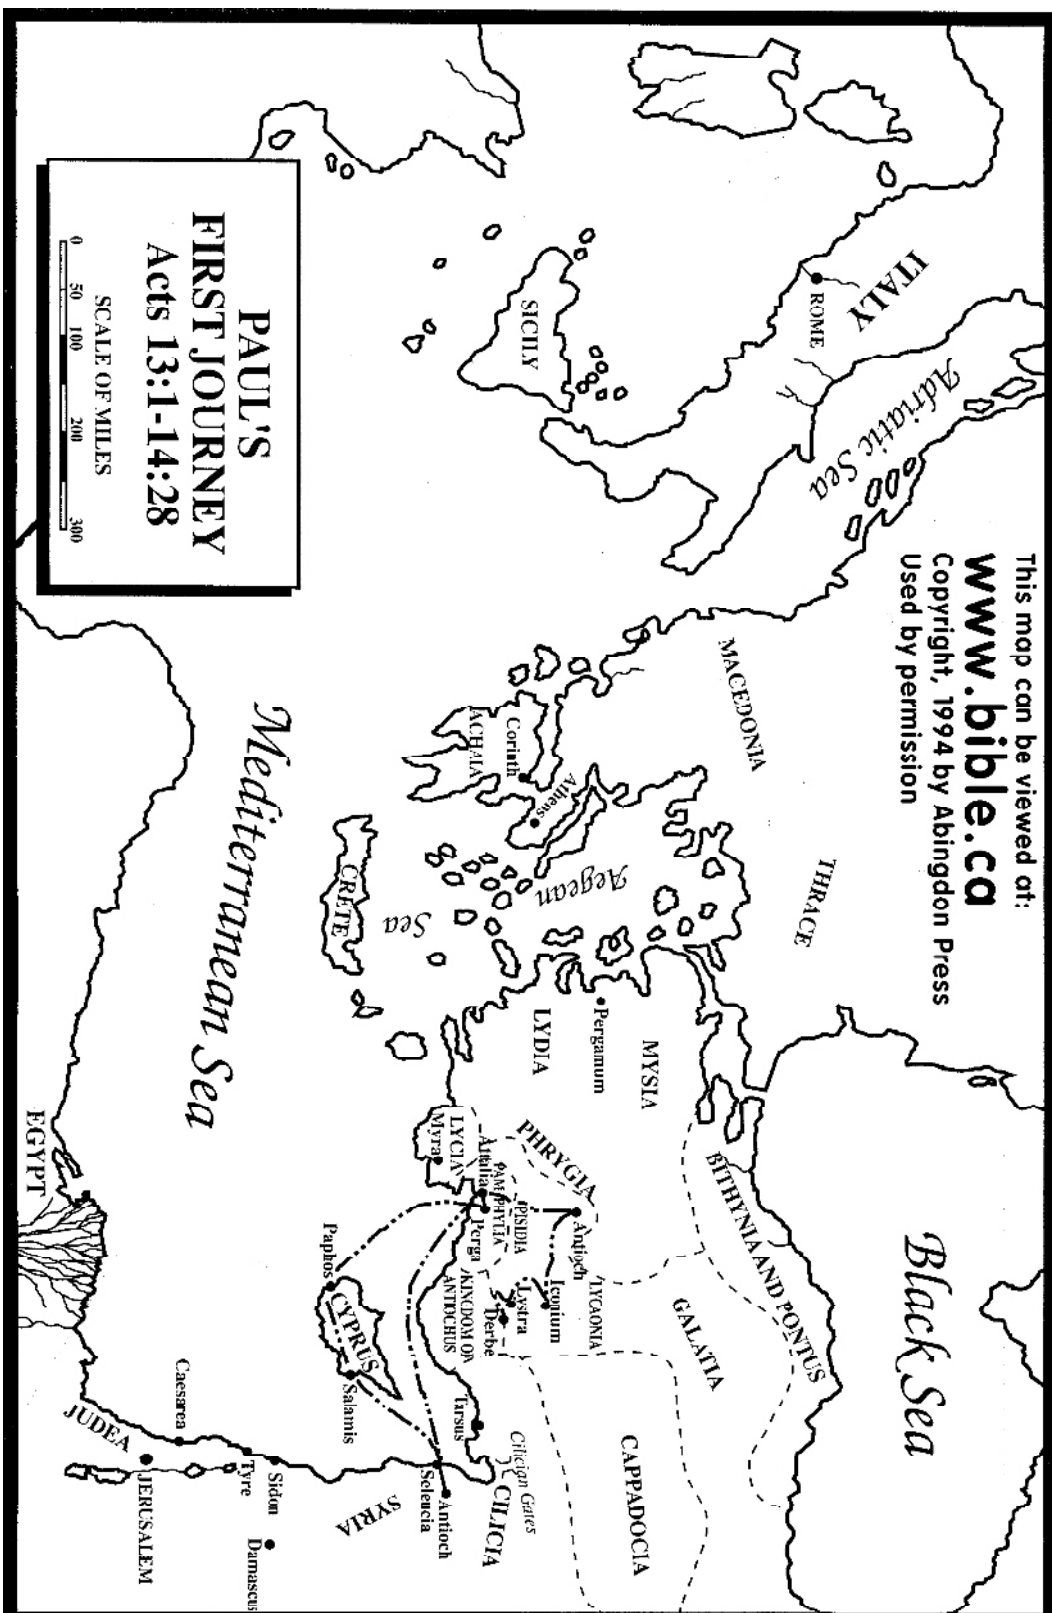 This map can be viewed at:
www.bible.ca
Copyright, 1994 by Abingdon Press
Used by permission
Black Sea
ITALY
ROME
Adriatic Sea
MACEDONIA
THRACE
BITHYNIA AND PONTUS
GALATIA
CAPPADOCIA
MYSIA
Pergamum
LYDIA
PHRYGIA
Antioch
LYCAONIA
Iconium
PISIDIA
Lystra
Derbe
PAMPHYLIA
Attalia
Perga
LYCIA
Myra
KINGDOM OF
ANTIOCHUS
Tarsus
Cilician Gates
CILICIA
Antioch
Seleucia
SYRIA
SICILY
Corinth
ACHAIA
Athens
Aegean
Sea
CRETE
Paphos
CYPRUS
Salamis
Mediterranean Sea
Sidon
Damascus
Tyre
Caesarea
JERUSALEM
JUDEA
EGYPT
PAUL'S
FIRST JOURNEY
Acts 13:1-14:28
SCALE OF MILES
0 50 100 200 300